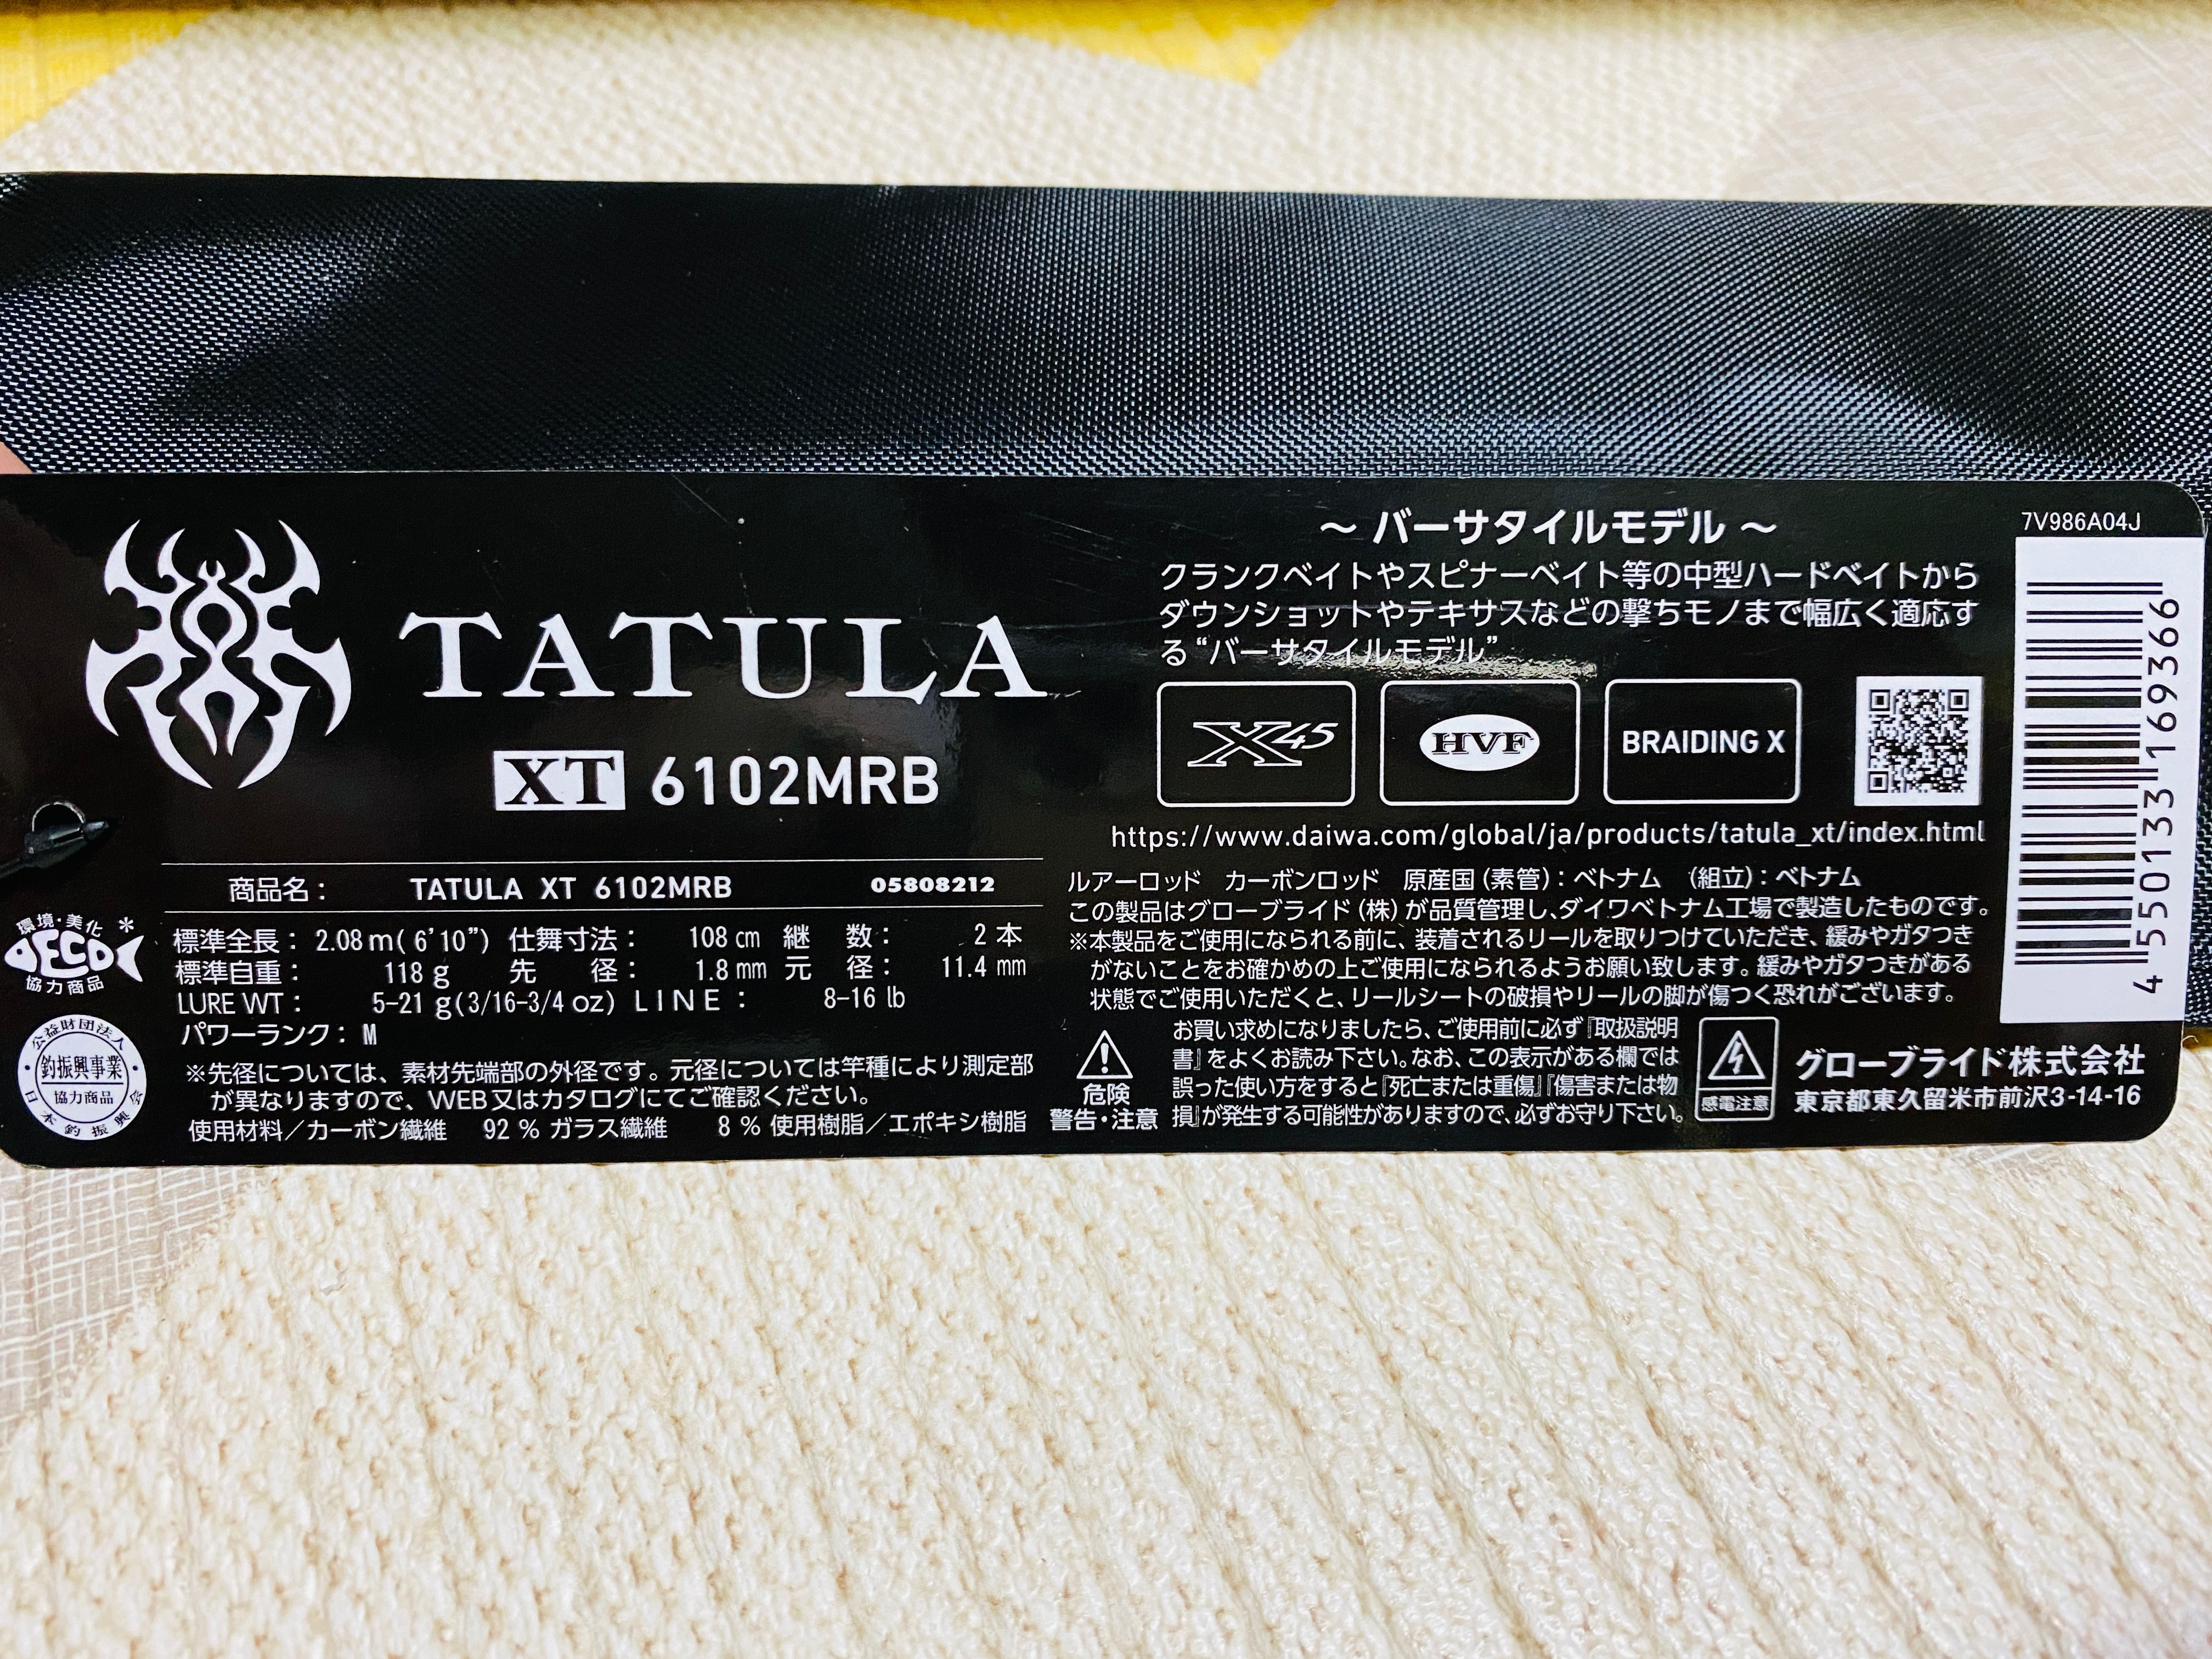 TATULA
XT 6102MRB
商品名： TATULA XT 6102MRB 05808212
標準全長： 2.08m(6'10") 仕舞寸法： 108cm 継数： 2本
標準自重： 118g 先径： 1.8mm 元径： 11.4mm
LURE WT： 5-21g(3/16-3/4oz) LINE： 8-16 lb
パワーランク： M
※先径については、素材先端部の外径です。元径については竿種により測定部
が異なりますので、WEB又はカタログにてご確認ください。
使用材料／カーボン繊維 92％ ガラス繊維 8％ 使用樹脂／エポキシ樹脂
環境・美化
DECO
協力商品
公益財団法人
釣振興事業
協力商品
日本釣振興会
～ バーサタイルモデル ～
クランクベイトやスピナーベイト等の中型ハードベイトから
ダウンショットやテキサスなどの撃ちモノまで幅広く適応す
る“バーサタイルモデル”
X45 HVF BRAIDING X
https://www.daiwa.com/global/ja/products/tatula_xt/index.html
ルアーロッド カーボンロッド 原産国（素管）：ベトナム （組立）：ベトナム
この製品はグローブライド（株）が品質管理し、ダイワベトナム工場で製造したものです。
※本製品をご使用になられる前に、装着されるリールを取りつけていただき、緩みやガタつき
がないことをお確かめの上ご使用になられるようお願い致します。緩みやガタつきがある
状態でご使用いただくと、リールシートの破損やリールの脚が傷つく恐れがございます。
危険
警告・注意
お買い求めになりましたら、ご使用前に必ず『取扱説明
書』をよくお読み下さい。なお、この表示がある欄では
誤った使い方をすると『死亡または重傷』『傷害または物
損』が発生する可能性がありますので、必ずお守り下さい。
感電注意
グローブライド株式会社
東京都東久留米市前沢3-14-16
7V986A04J
4 550133 169366